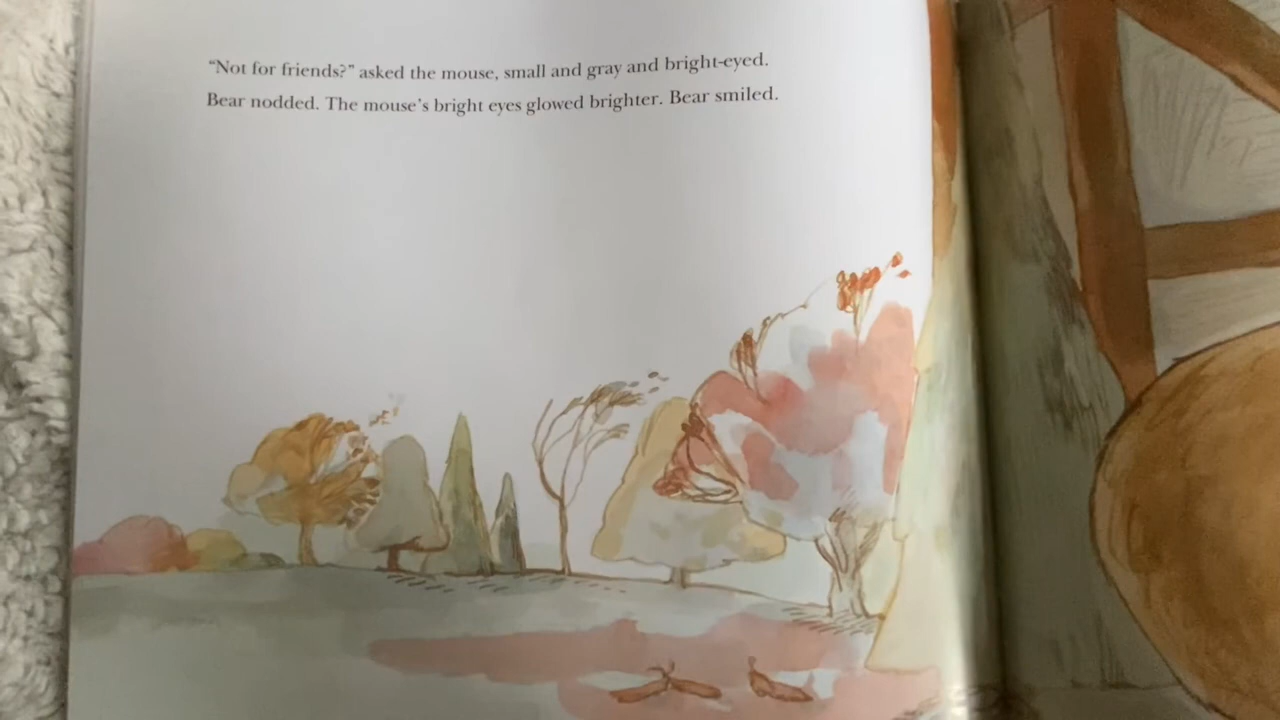 “Not for friends?” asked the mouse, small and gray and bright-eyed.
Bear nodded. The mouse’s bright eyes glowed brighter. Bear smiled.